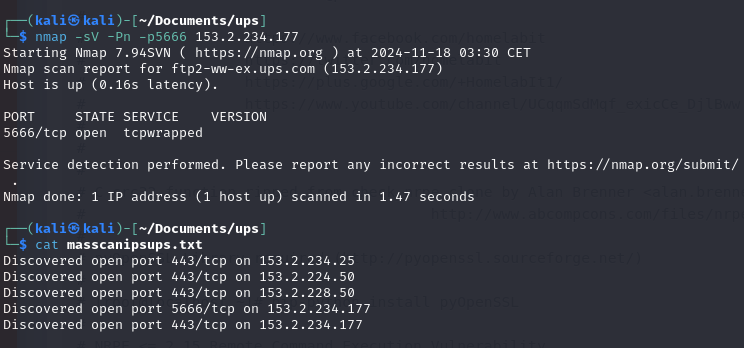 ┌──(kali㉿kali)-[~/Documents/ups]
└─$ nmap -sV -Pn -p5666 153.2.234.177
Starting Nmap 7.94SVN ( https://nmap.org ) at 2024-11-18 03:30 CET
Nmap scan report for ftp2-ww-ex.ups.com (153.2.234.177)
Host is up (0.16s latency).
PORT     STATE SERVICE    VERSION
5666/tcp open  tcpwrapped
Service detection performed. Please report any incorrect results at https://nmap.org/submit/
.
Nmap done: 1 IP address (1 host up) scanned in 1.47 seconds
┌──(kali㉿kali)-[~/Documents/ups]
└─$ cat masscanipsups.txt
Discovered open port 443/tcp on 153.2.234.25
Discovered open port 443/tcp on 153.2.224.50
Discovered open port 443/tcp on 153.2.228.50
Discovered open port 5666/tcp on 153.2.234.177
Discovered open port 443/tcp on 153.2.234.177